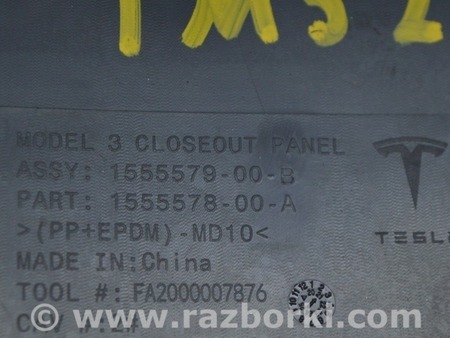 TMS2
MODEL 3 CLOSEOUT PANEL
ASSY: 1555579-00-B
PART: 1555578-00-A
>(PP+EPDM)-MD10<
TESLA
MADE IN:China
TOOL #: FA2000007876
www.razborki.com